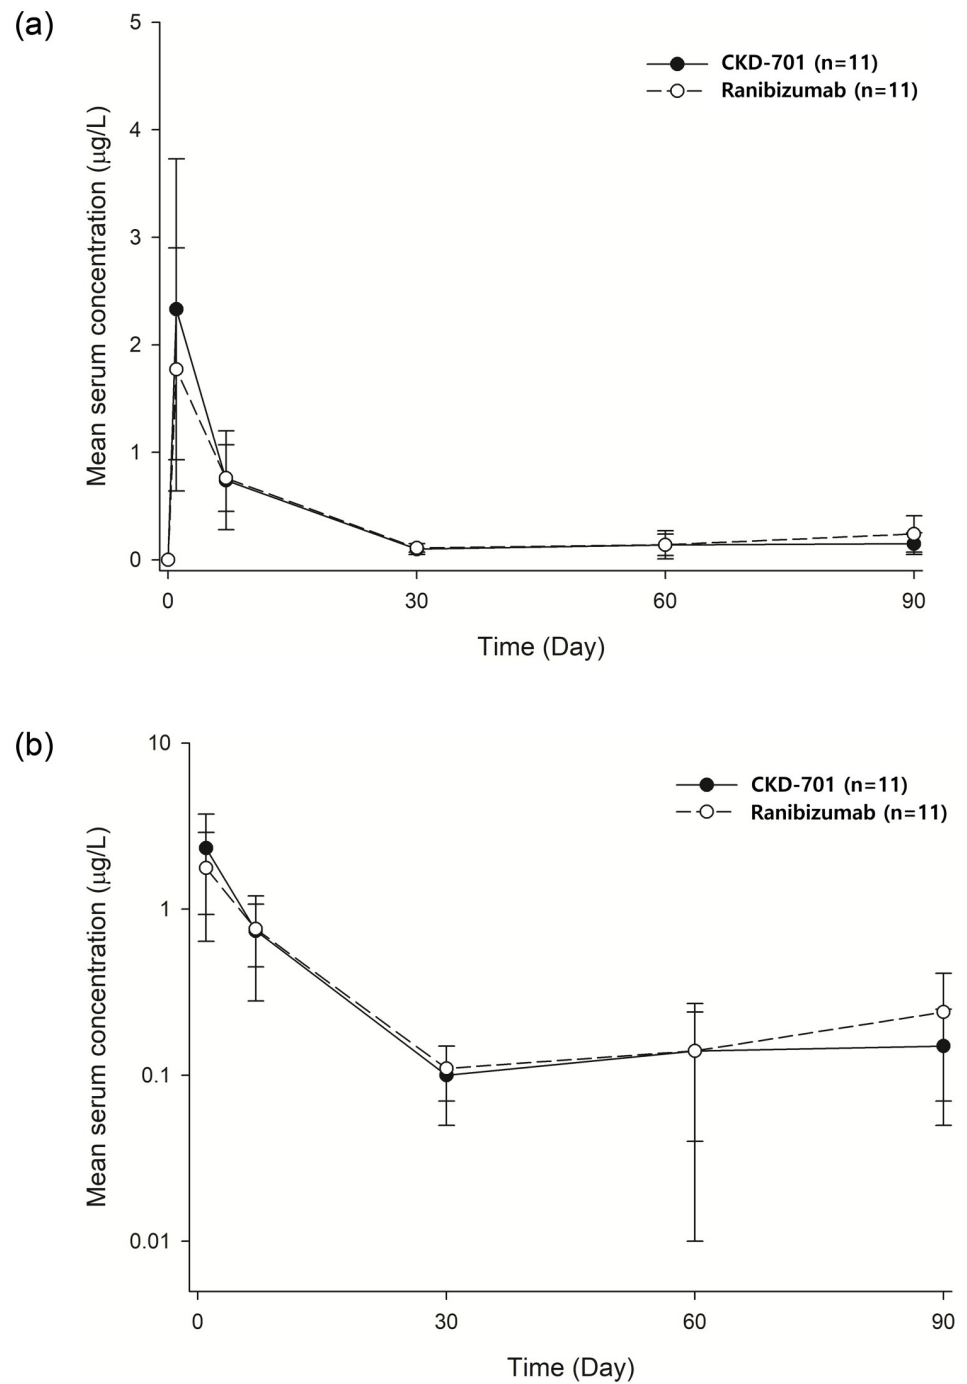 (a)
5
4
3
2
1
0
Mean serum concentration (μg/L)
CKD-701 (n=11)
Ranibizumab (n=11)
0 30 60 90
Time (Day)
(b)
10
1
0.1
0.01
Mean serum concentration (μg/L)
CKD-701 (n=11)
Ranibizumab (n=11)
0 30 60 90
Time (Day)